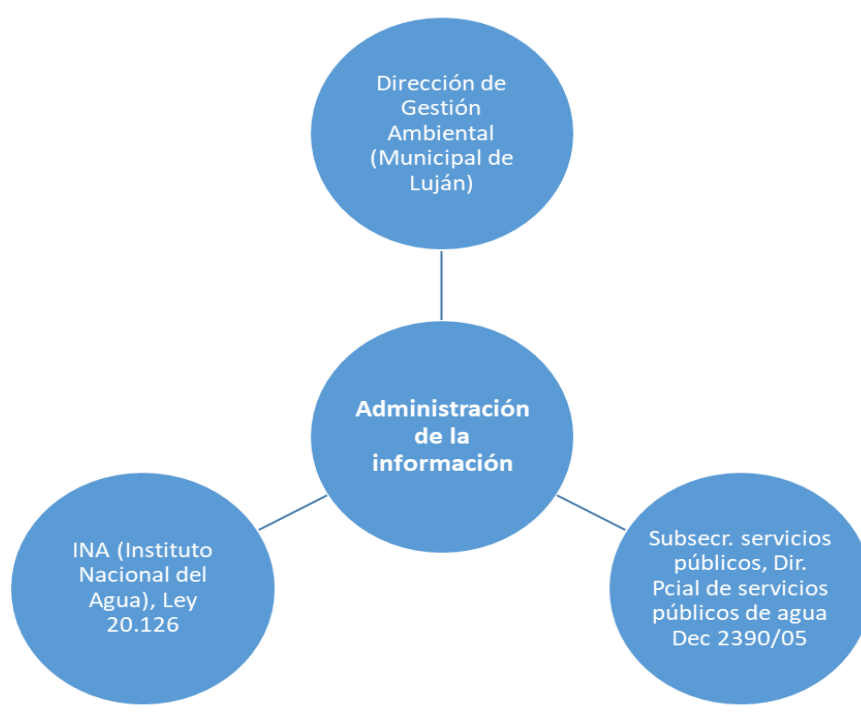 Dirección de
Gestión
Ambiental
(Municipal de
Luján)
Administración
de la
información
INA (Instituto
Nacional del
Agua), Ley
20.126
Subsecr. servicios
públicos, Dir.
Pcial de servicios
públicos de agua
Dec 2390/05